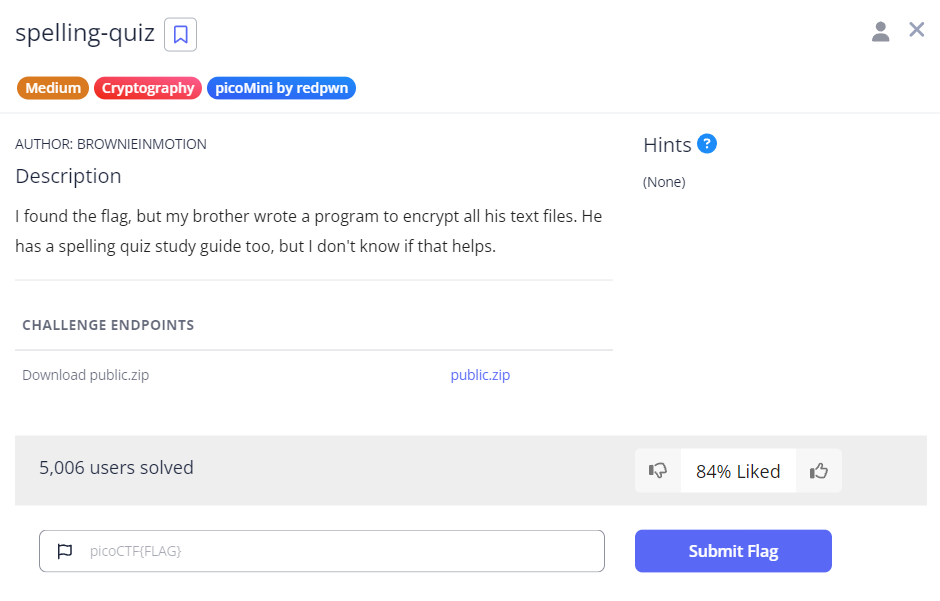 spelling-quiz
Medium Cryptography picoMini by redpwn
AUTHOR: BROWNIEINMOTION
Description
I found the flag, but my brother wrote a program to encrypt all his text files. He
has a spelling quiz study guide too, but I don't know if that helps.
Hints ?
(None)
CHALLENGE ENDPOINTS
Download public.zip public.zip
5,006 users solved
84% Liked
picoCTF{FLAG}
Submit Flag